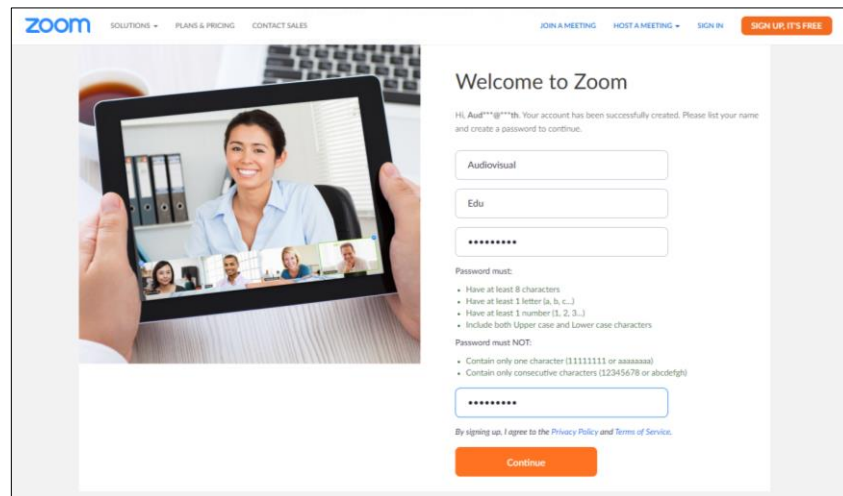 zoom SOLUTIONS PLANS & PRICING CONTACT SALES JOIN A MEETING HOST A MEETING SIGN IN SIGN UP, IT'S FREE
Welcome to Zoom
Hi, Aud***@***th. Your account has been successfully created. Please list your name
and create a password to continue.
Audiovisual
Edu
•••••••••
Password must:
• Have at least 8 characters
• Have at least 1 letter (a, b, c...)
• Have at least 1 number (1, 2, 3...)
• Include both Upper case and Lower case characters
Password must NOT:
• Contain only one character (11111111 or aaaaaaaa)
• Contain only consecutive characters (12345678 or abcdefgh)
•••••••••
By signing up, I agree to the Privacy Policy and Terms of Service.
Continue